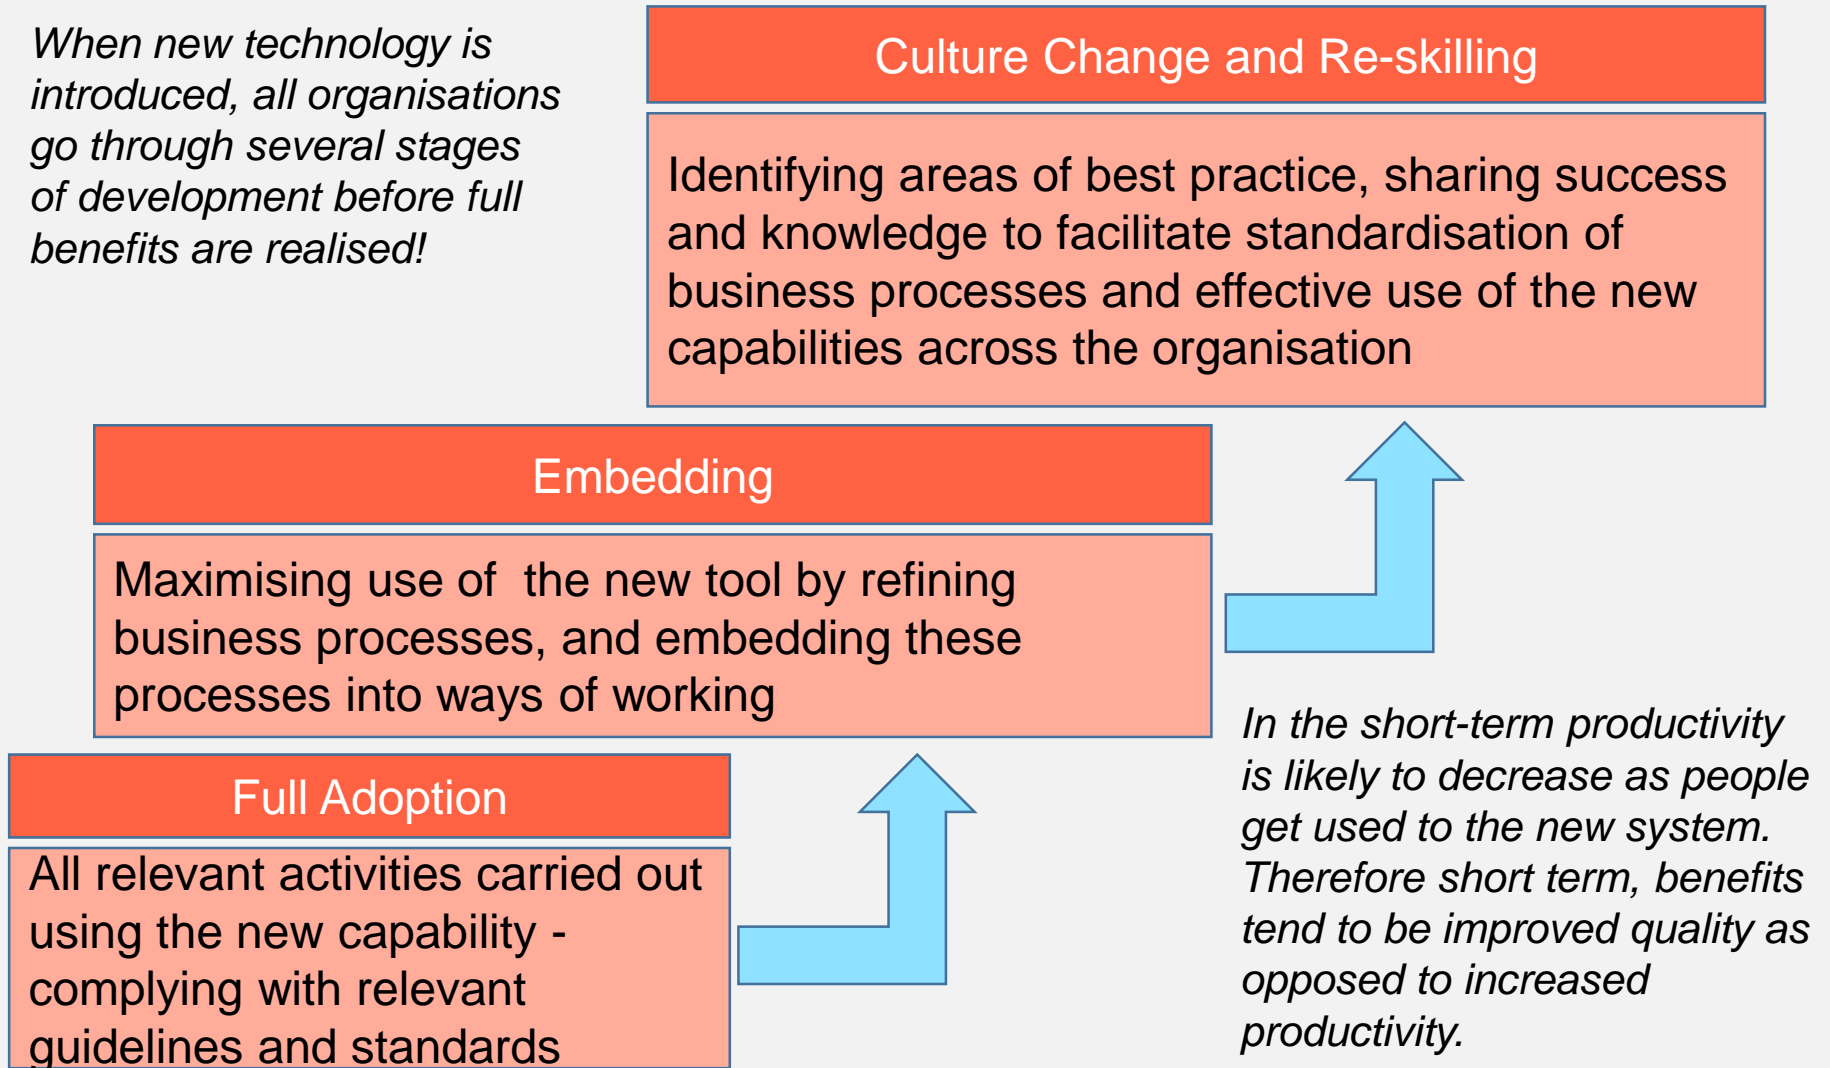 When new technology is
introduced, all organisations
go through several stages
of development before full
benefits are realised!
Culture Change and Re-skilling
Identifying areas of best practice, sharing success
and knowledge to facilitate standardisation of
business processes and effective use of the new
capabilities across the organisation
Embedding
Maximising use of  the new tool by refining
business processes, and embedding these
processes into ways of working
Full Adoption
All relevant activities carried out
using the new capability -
complying with relevant
guidelines and standards
In the short-term productivity
is likely to decrease as people
get used to the new system.
Therefore short term, benefits
tend to be improved quality as
opposed to increased
productivity.